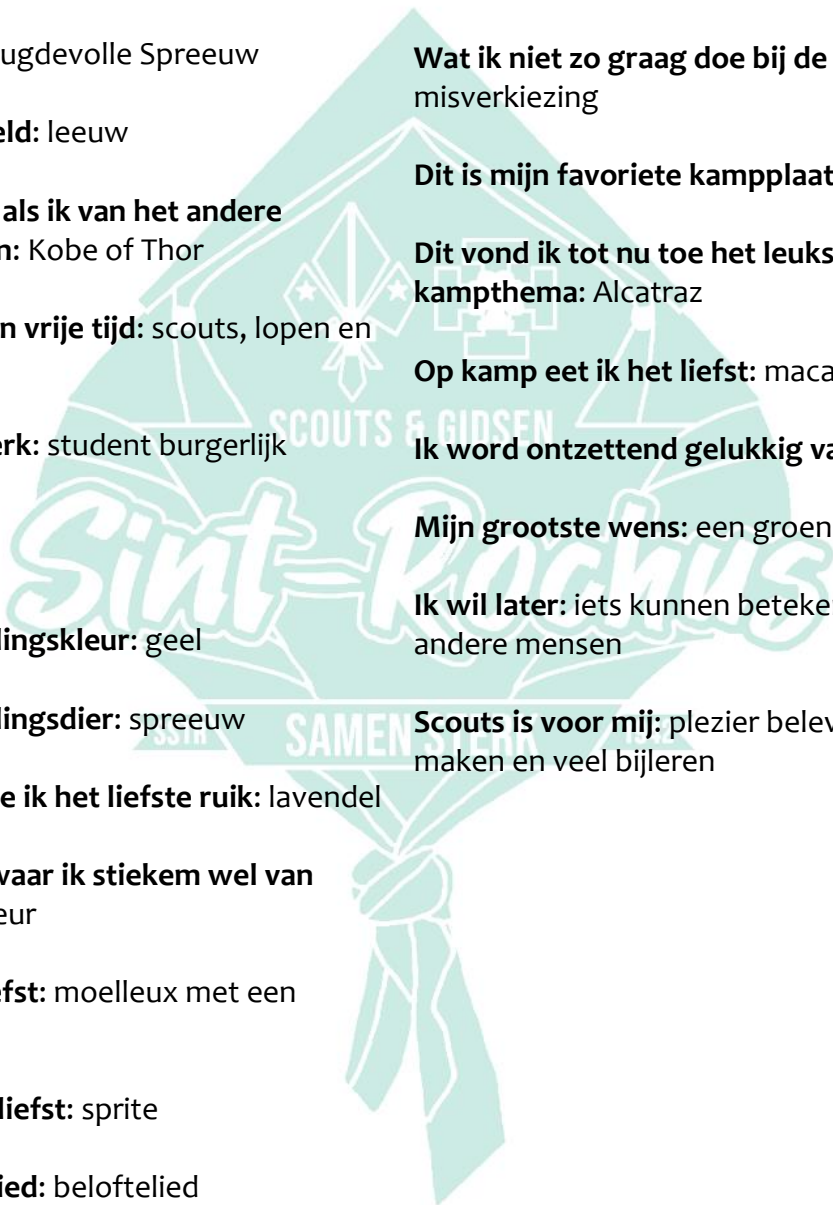 ugdevolle Spreeuw
eld: leeuw
als ik van het andere
n: Kobe of Thor
n vrije tijd: scouts, lopen en
erk: student burgerlijk
lingskleur: geel
lingsdier: spreeuw
e ik het liefste ruik: lavendel
waar ik stiekem wel van
eur
efst: moelleux met een
liefst: sprite
ied: beloftelied
Wat ik niet zo graag doe bij de
misverkiezing
Dit is mijn favoriete kampplaat
Dit vond ik tot nu toe het leuks
kampthema: Alcatraz
Op kamp eet ik het liefst: maca
Ik word ontzettend gelukkig va
Mijn grootste wens: een groen
Ik wil later: iets kunnen beteke
andere mensen
Scouts is voor mij: plezier belev
maken en veel bijleren
SCOUTS & GIDSEN
Sint-Rochus
SAMEN STERK